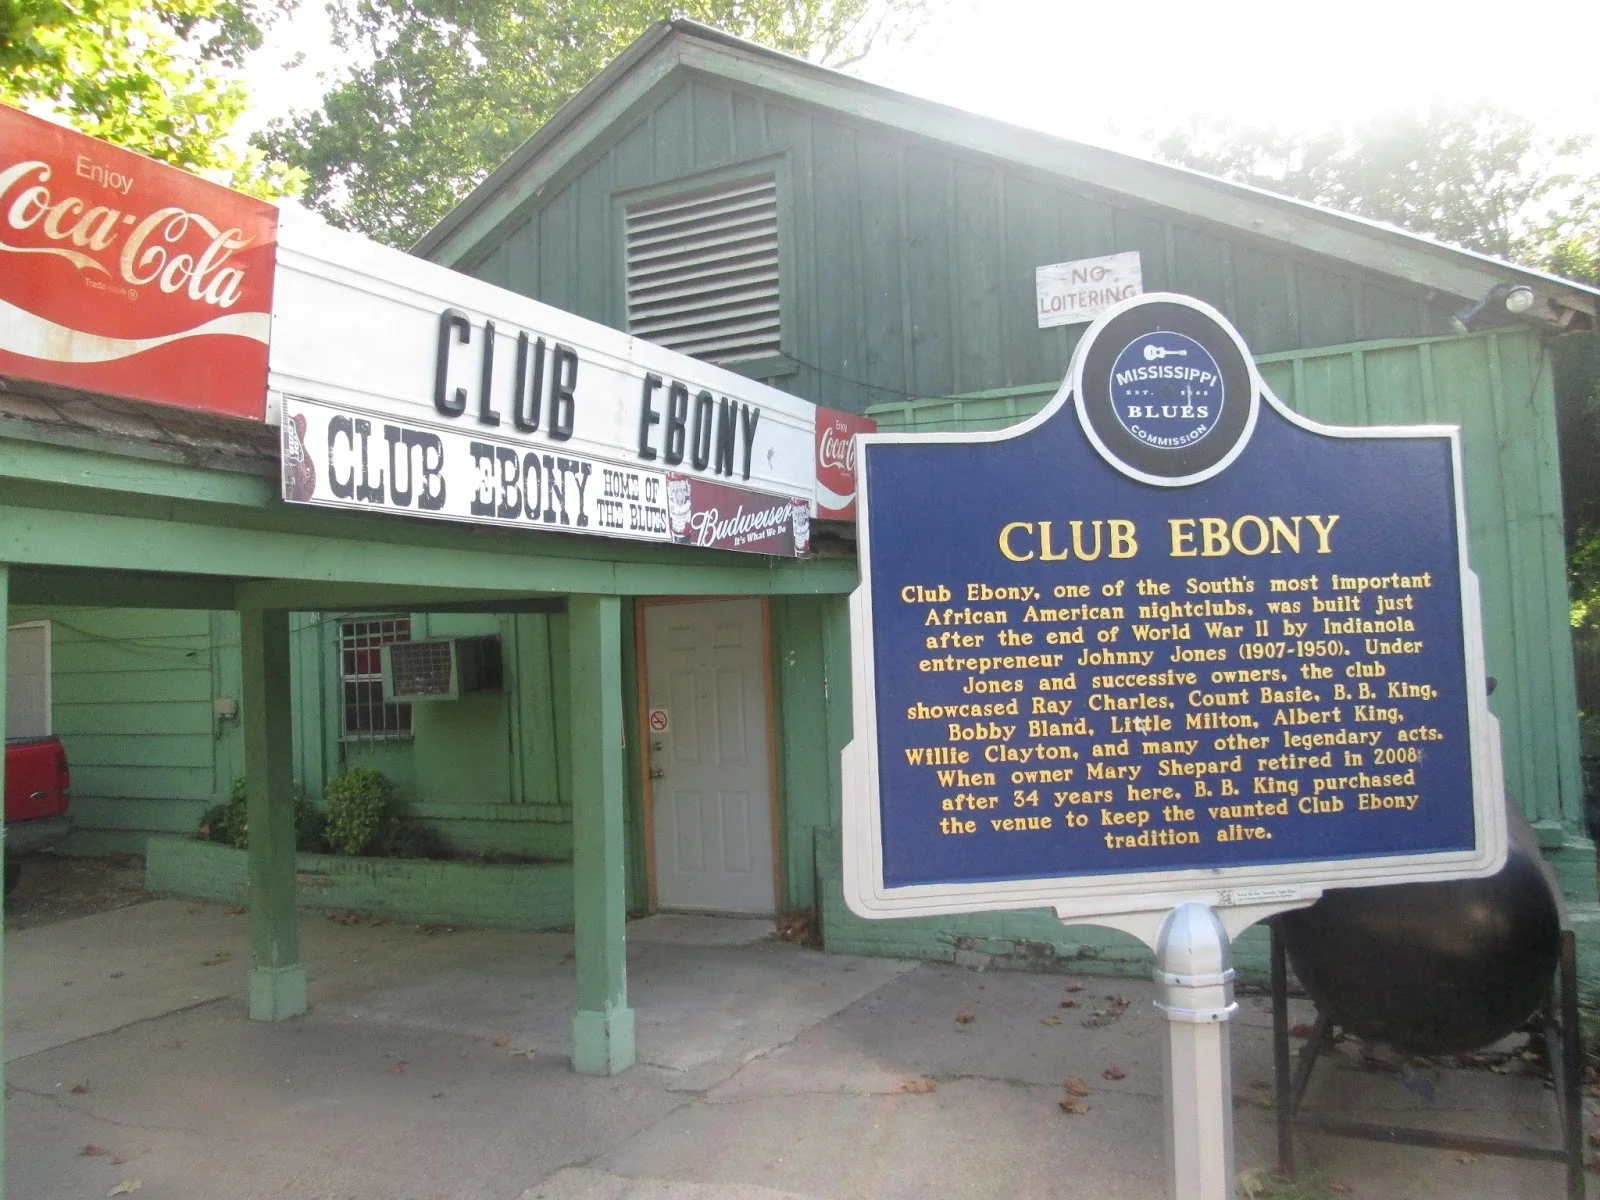 Enjoy
Coca-Cola
Trade-mark ®
CLUB EBONY
CLUB EBONY
HOME OF
THE BLUES
Budweiser
It's What We Do
Enjoy
NO
LOITERING
MISSISSIPPI
BLUES
COMMISSION
CLUB EBONY
Club Ebony, one of the South's most important
African American nightclubs, was built just
after the end of World War II by Indianola
entrepreneur Johnny Jones (1907-1950). Under
Jones and successive owners, the club
showcased Ray Charles, Count Basie, B. B. King,
Bobby Bland, Little Milton, Albert King,
Willie Clayton, and many other legendary acts.
When owner Mary Shepard retired in 2008
after 34 years here, B. B. King purchased
the venue to keep the vaunted Club Ebony
tradition alive.